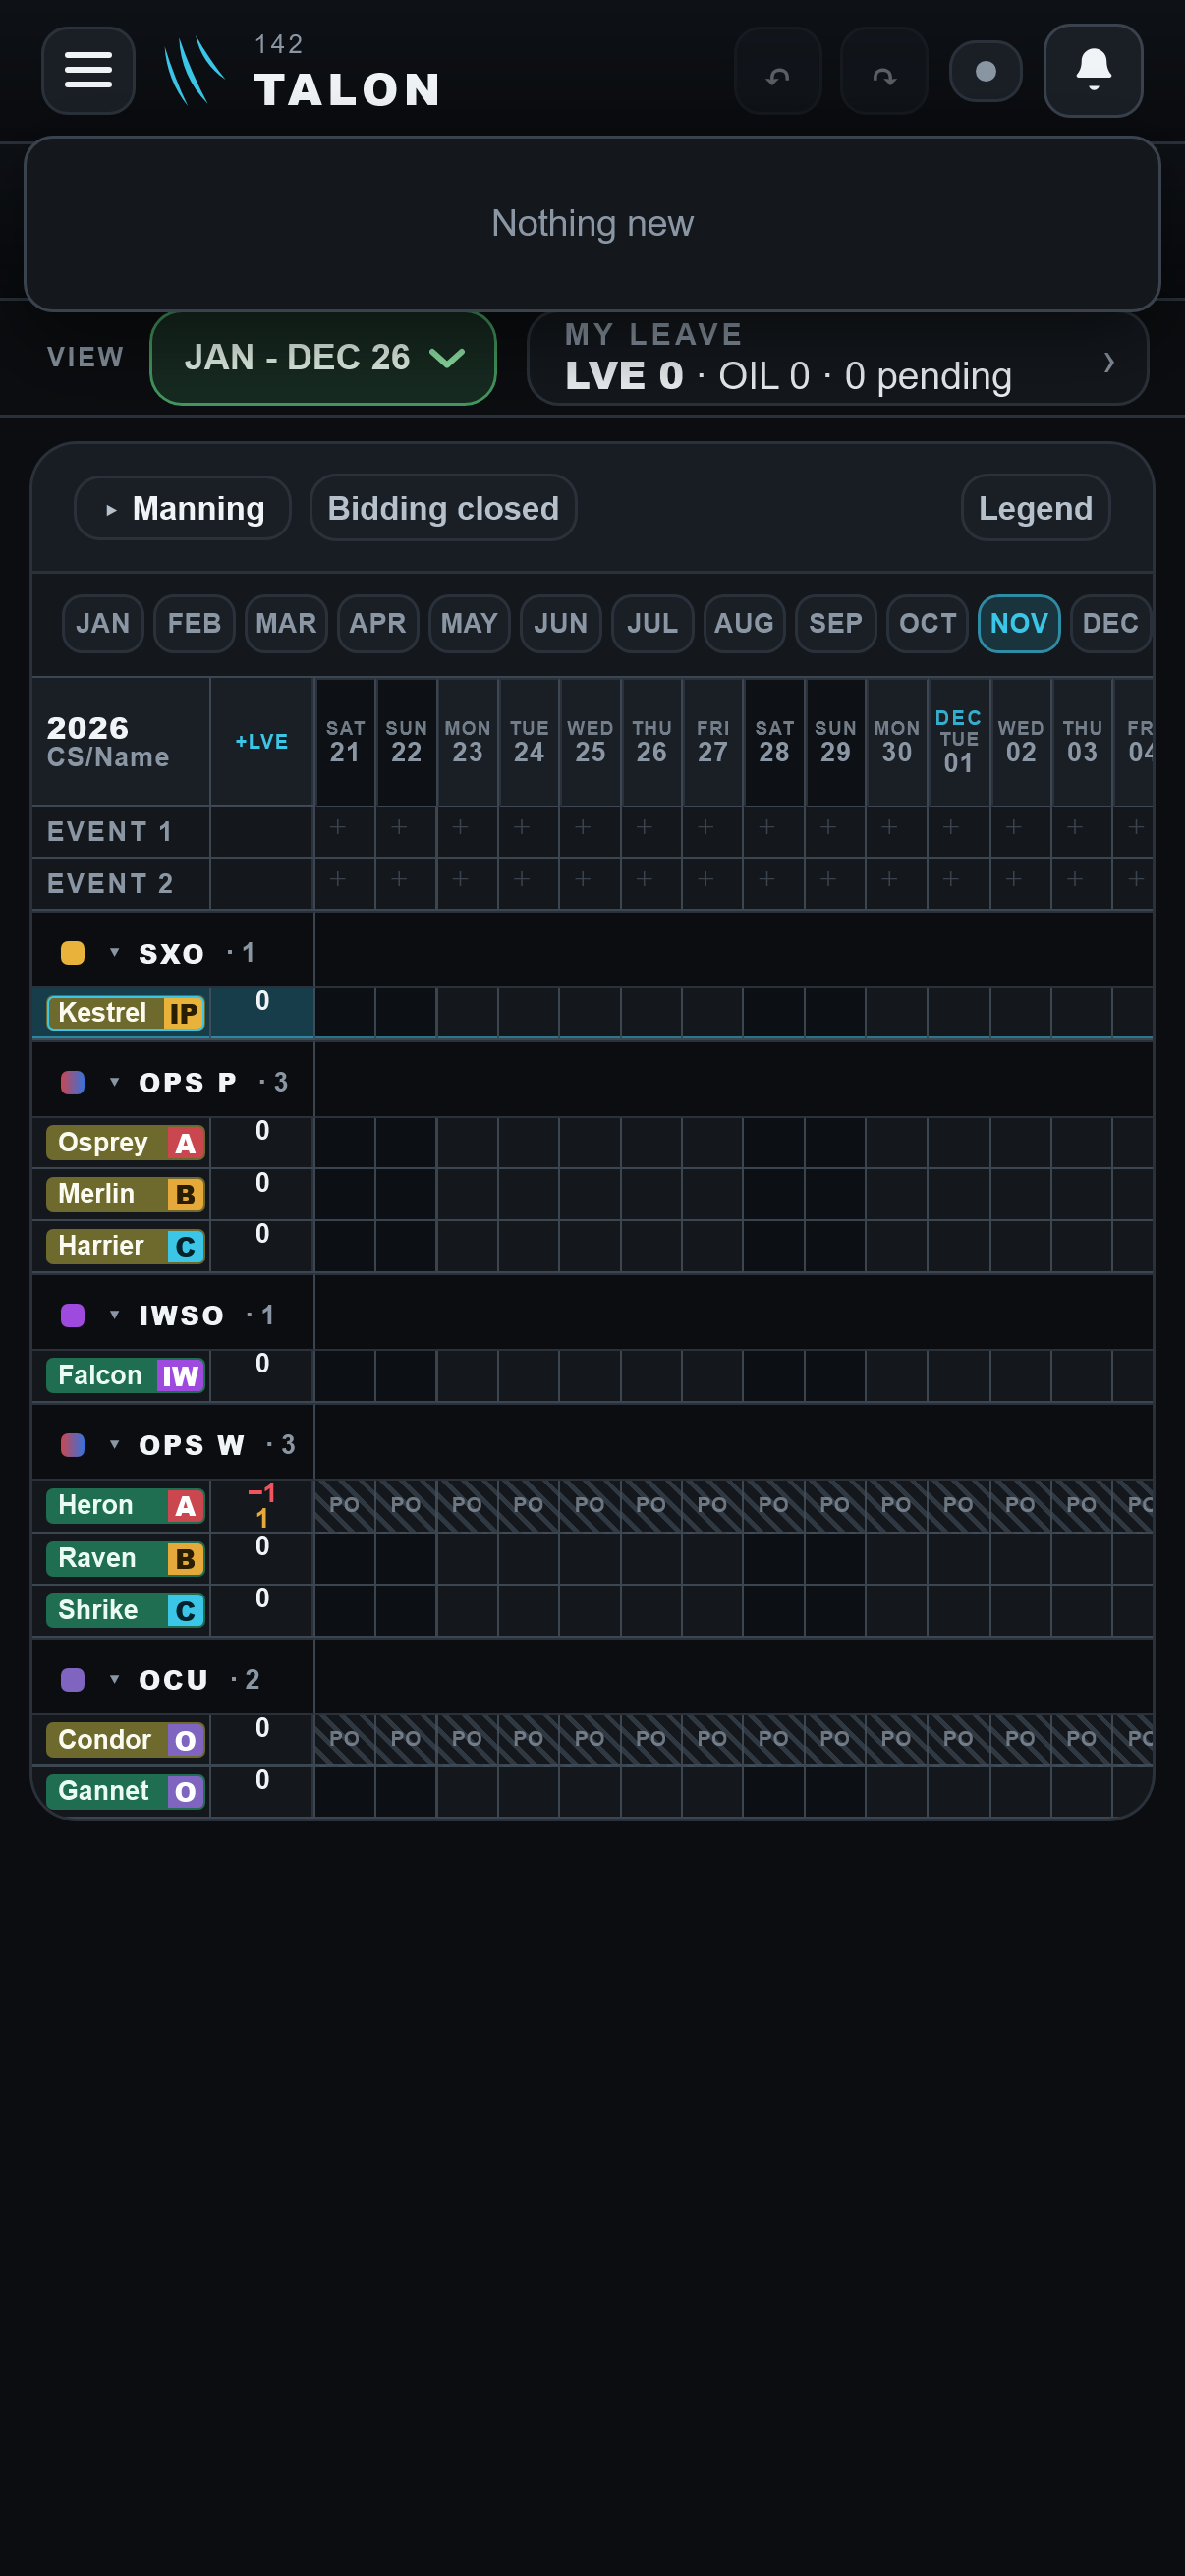 142
TALON
Nothing new
VIEW
JAN - DEC 26
MY LEAVE
LVE 0 · OIL 0 · 0 pending
Manning
Bidding closed
Legend
JAN FEB MAR APR MAY JUN JUL AUG SEP OCT NOV DEC
2026
CS/Name
+LVE
SAT 21
SUN 22
MON 23
TUE 24
WED 25
THU 26
FRI 27
SAT 28
SUN 29
MON 30
DEC TUE 01
WED 02
THU 03
FR 04
EVENT 1 + + + + + + + + + + + + + +
EVENT 2 + + + + + + + + + + + + + +
SXO · 1
Kestrel IP 0
OPS P · 3
Osprey A 0
Merlin B 0
Harrier C 0
IWSO · 1
Falcon IW 0
OPS W · 3
Heron A −1 1 PO PO PO PO PO PO PO PO PO PO PO PO PO PO
Raven B 0
Shrike C 0
OCU · 2
Condor O 0 PO PO PO PO PO PO PO PO PO PO PO PO PO PO
Gannet O 0